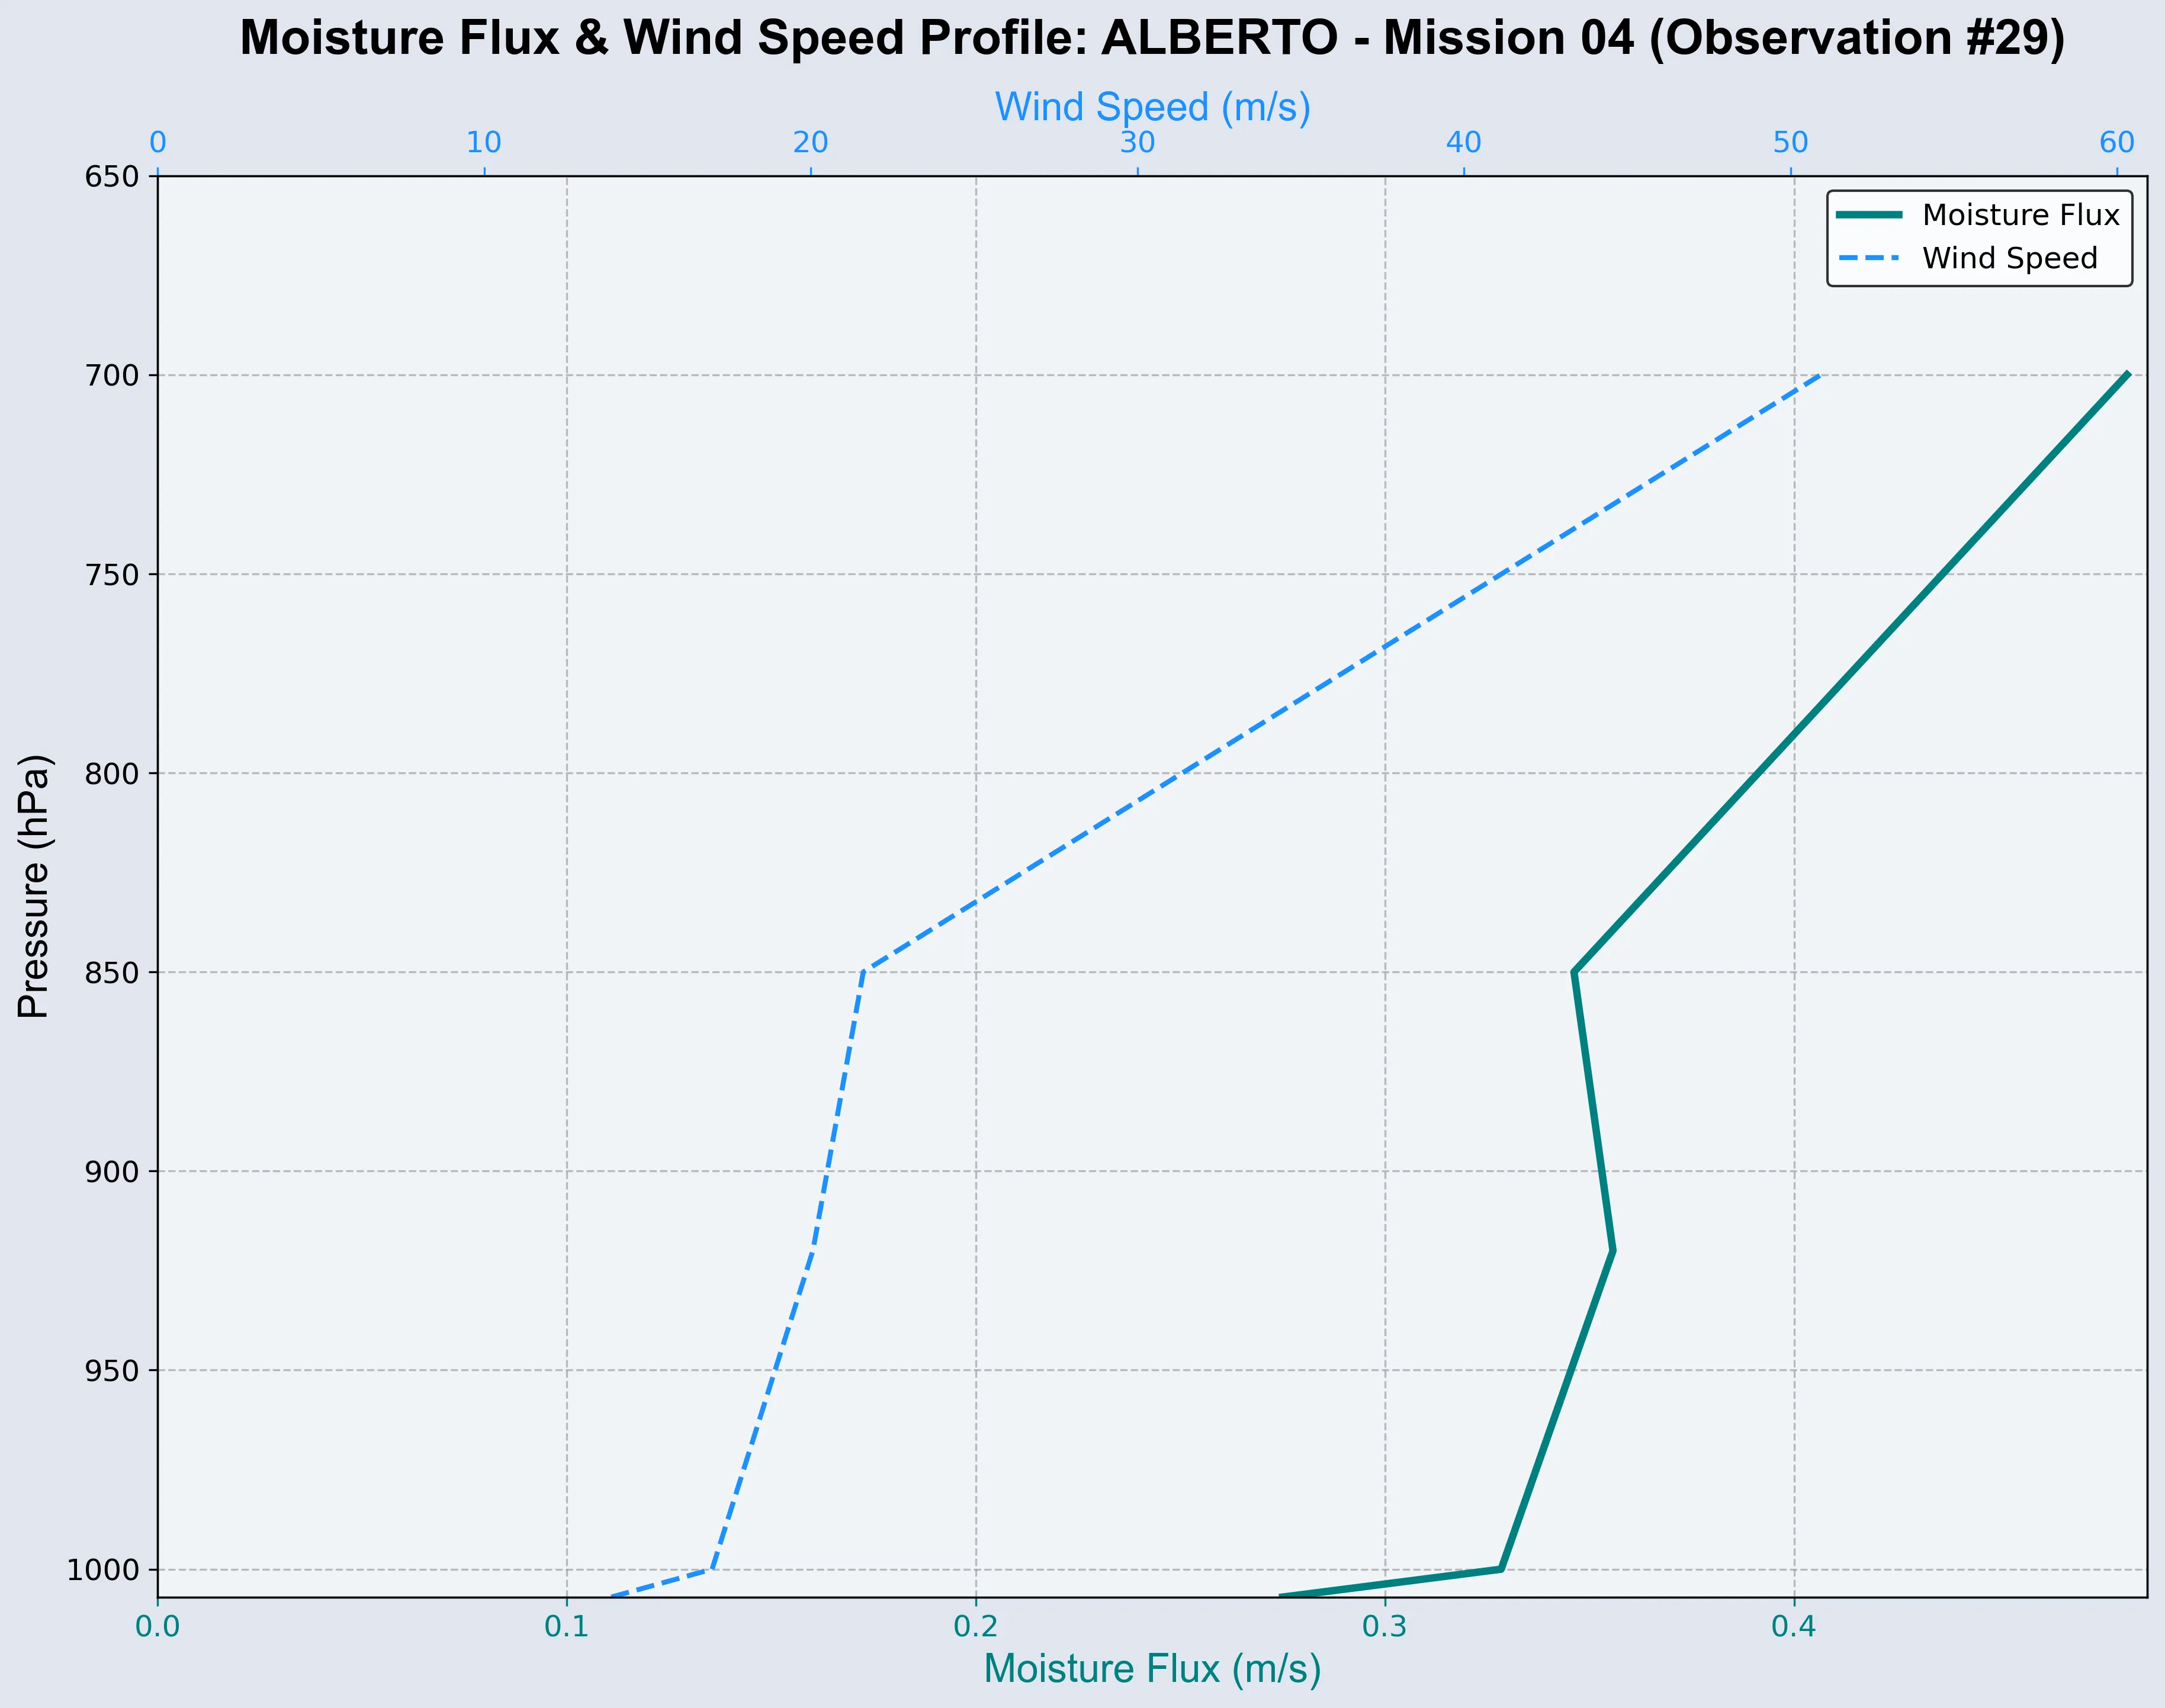 Moisture Flux & Wind Speed Profile: ALBERTO - Mission 04 (Observation #29)
Wind Speed (m/s)
0 10 20 30 40 50 60
Moisture Flux
Wind Speed
Pressure (hPa)
650
700
750
800
850
900
950
1000
0.0 0.1 0.2 0.3 0.4
Moisture Flux (m/s)